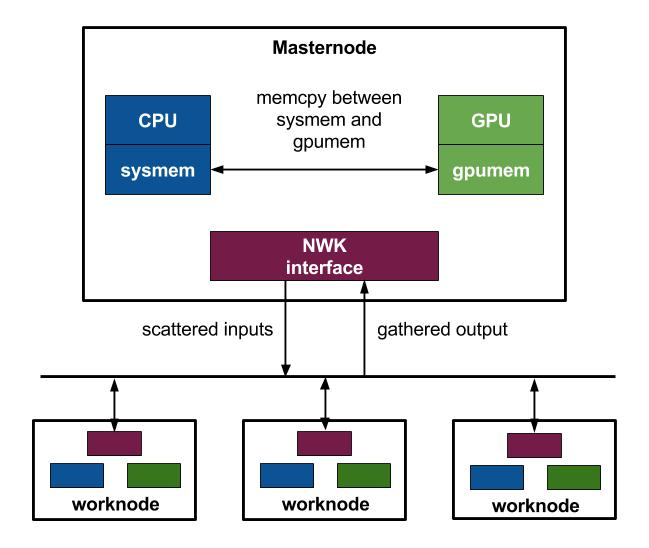 Masternode
memcpy between
sysmem and
gpumem
CPU
sysmem
GPU
gpumem
NWK
interface
scattered inputs
gathered output
worknode
worknode
worknode